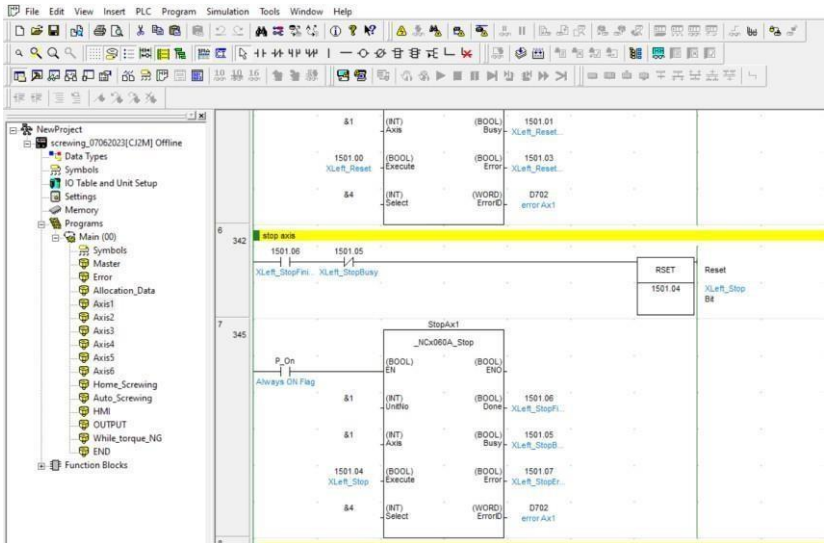 File Edit View Insert PLC Program Simulation Tools Window Help
10 10 16
NewProject
screwing_07062023[CJ2M] Offline
Data Types
Symbols
IO Table and Unit Setup
Settings
Memory
Programs
Main (00)
Symbols
Master
Error
Allocation_Data
Axis1
Axis2
Axis3
Axis4
Axis5
Axis6
Home_Screwing
Auto_Screwing
HMI
OUTPUT
While_torque_NG
END
Function Blocks
&1 (INT) Axis (BOOL) Busy 1501.01 XLeft_Reset...
1501.00 XLeft_Reset (BOOL) Execute (BOOL) Error 1501.03 XLeft_Reset...
&4 (INT) Select (WORD) ErrorID D702 error Ax1
6 342 stop axis
1501.06 1501.05
XLeft_StopFini... XLeft_StopBusy
RSET Reset
1501.04 XLeft_Stop
Bit
7 345 StopAx1
_NCx060A_Stop
P_On (BOOL) EN (BOOL) ENO
Always ON Flag
&1 (INT) UnitNo (BOOL) Done 1501.06 XLeft_StopFi...
&1 (INT) Axis (BOOL) Busy 1501.05 XLeft_StopB...
1501.04 XLeft_Stop (BOOL) Execute (BOOL) Error 1501.07 XLeft_StopEr...
&4 (INT) Select (WORD) ErrorID D702 error Ax1